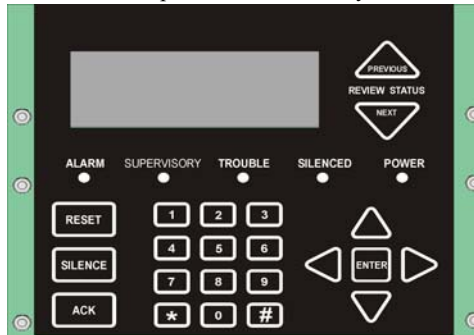 PREVIOUS
REVIEW STATUS
NEXT
ALARM SUPERVISORY TROUBLE SILENCED POWER
RESET 1 2 3
SILENCE 4 5 6 ENTER
7 8 9
ACK * 0 #